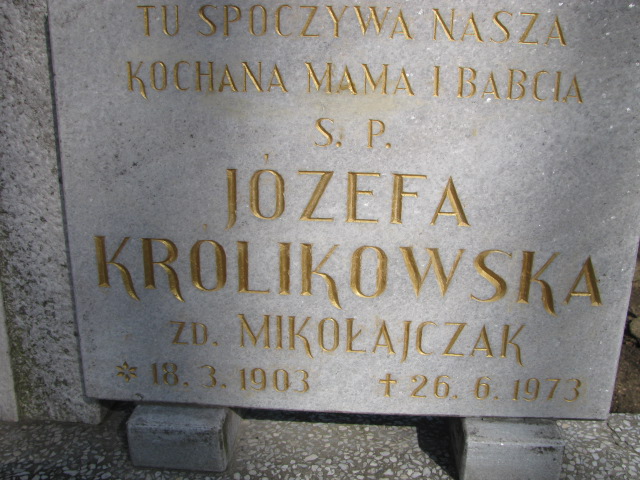 TU SPOCZYWA NASZA
KOCHANA MAMA I BABCIA
Ś. P.
JÓZEFA
KRÓLIKOWSKA
ZD. MIKOŁAJCZAK
* 18. 3. 1903 † 26. 6. 1973